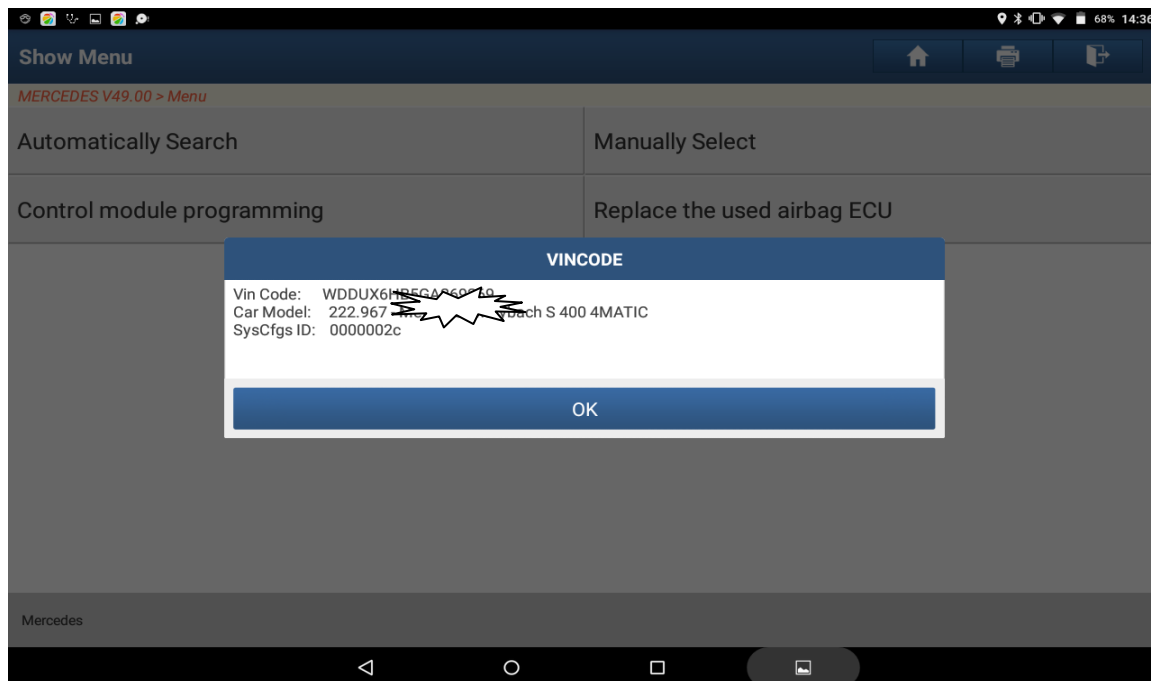 68% 14:36
Show Menu
MERCEDES V49.00 > Menu
Automatically Search
Manually Select
Control module programming
Replace the used airbag ECU
VINCODE
Vin Code: WDDUX6
Car Model: 222.967 S 400 4MATIC
SysCfgs ID: 0000002c
OK
Mercedes